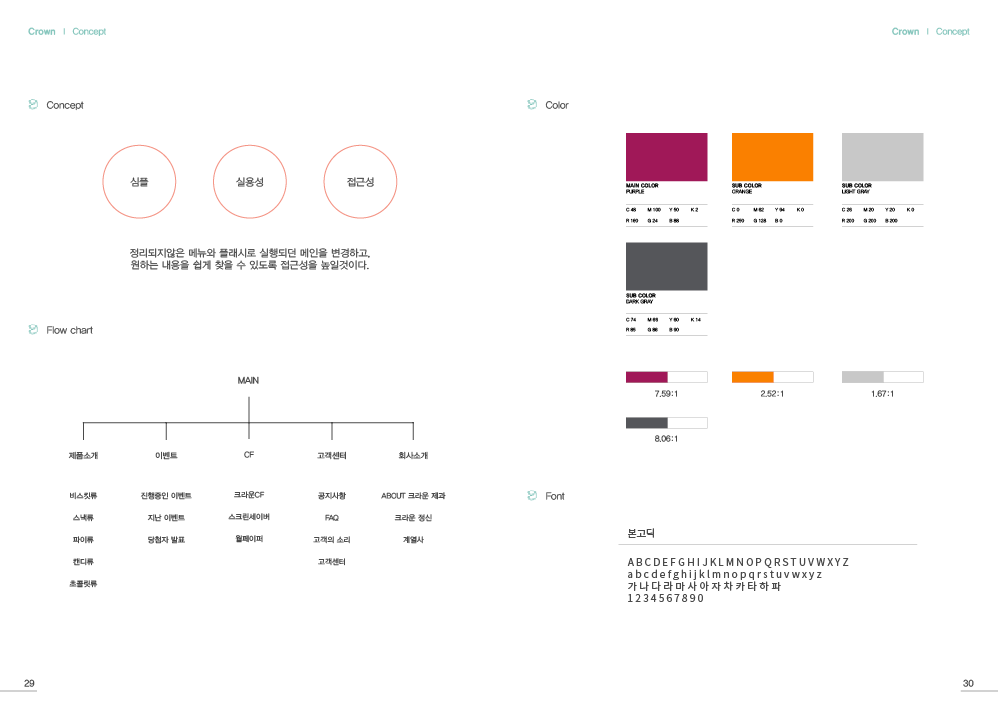 Crown | Concept
Crown | Concept
Concept
심플
실용성
접근성
정리되지않은 메뉴와 플래시로 실행되던 메인을 변경하고,
원하는 내용을 쉽게 찾을 수 있도록 접근성을 높일것이다.
Flow chart
MAIN
제품소개
이벤트
CF
고객센터
회사소개
비스킷류
스낵류
파이류
캔디류
초콜릿류
진행중인 이벤트
지난 이벤트
당첨자 발표
크라운CF
스크린세이버
월페이퍼
공지사항
FAQ
고객의 소리
고객센터
ABOUT 크라운 제과
크라운 정신
계열사
29
Color
MAIN COLOR
PURPLE
C 45 M 100 Y 50 K 2
R 160 G 24 B 88
SUB COLOR
ORANGE
C 0 M 62 Y 94 K 0
R 250 G 128 B 0
SUB COLOR
LIGHT GRAY
C 25 M 20 Y 20 K 0
R 200 G 200 B 200
SUB COLOR
DARK GRAY
C 74 M 65 Y 60 K 14
R 85 G 86 B 90
7.59:1
2.52:1
1.67:1
8.06:1
Font
본고딕
A B C D E F G H I J K L M N O P Q R S T U V W X Y Z
a b c d e f g h i j k l m n o p q r s t u v w x y z
가 나 다 라 마 사 아 자 차 카 타 하 파
1 2 3 4 5 6 7 8 9 0
30